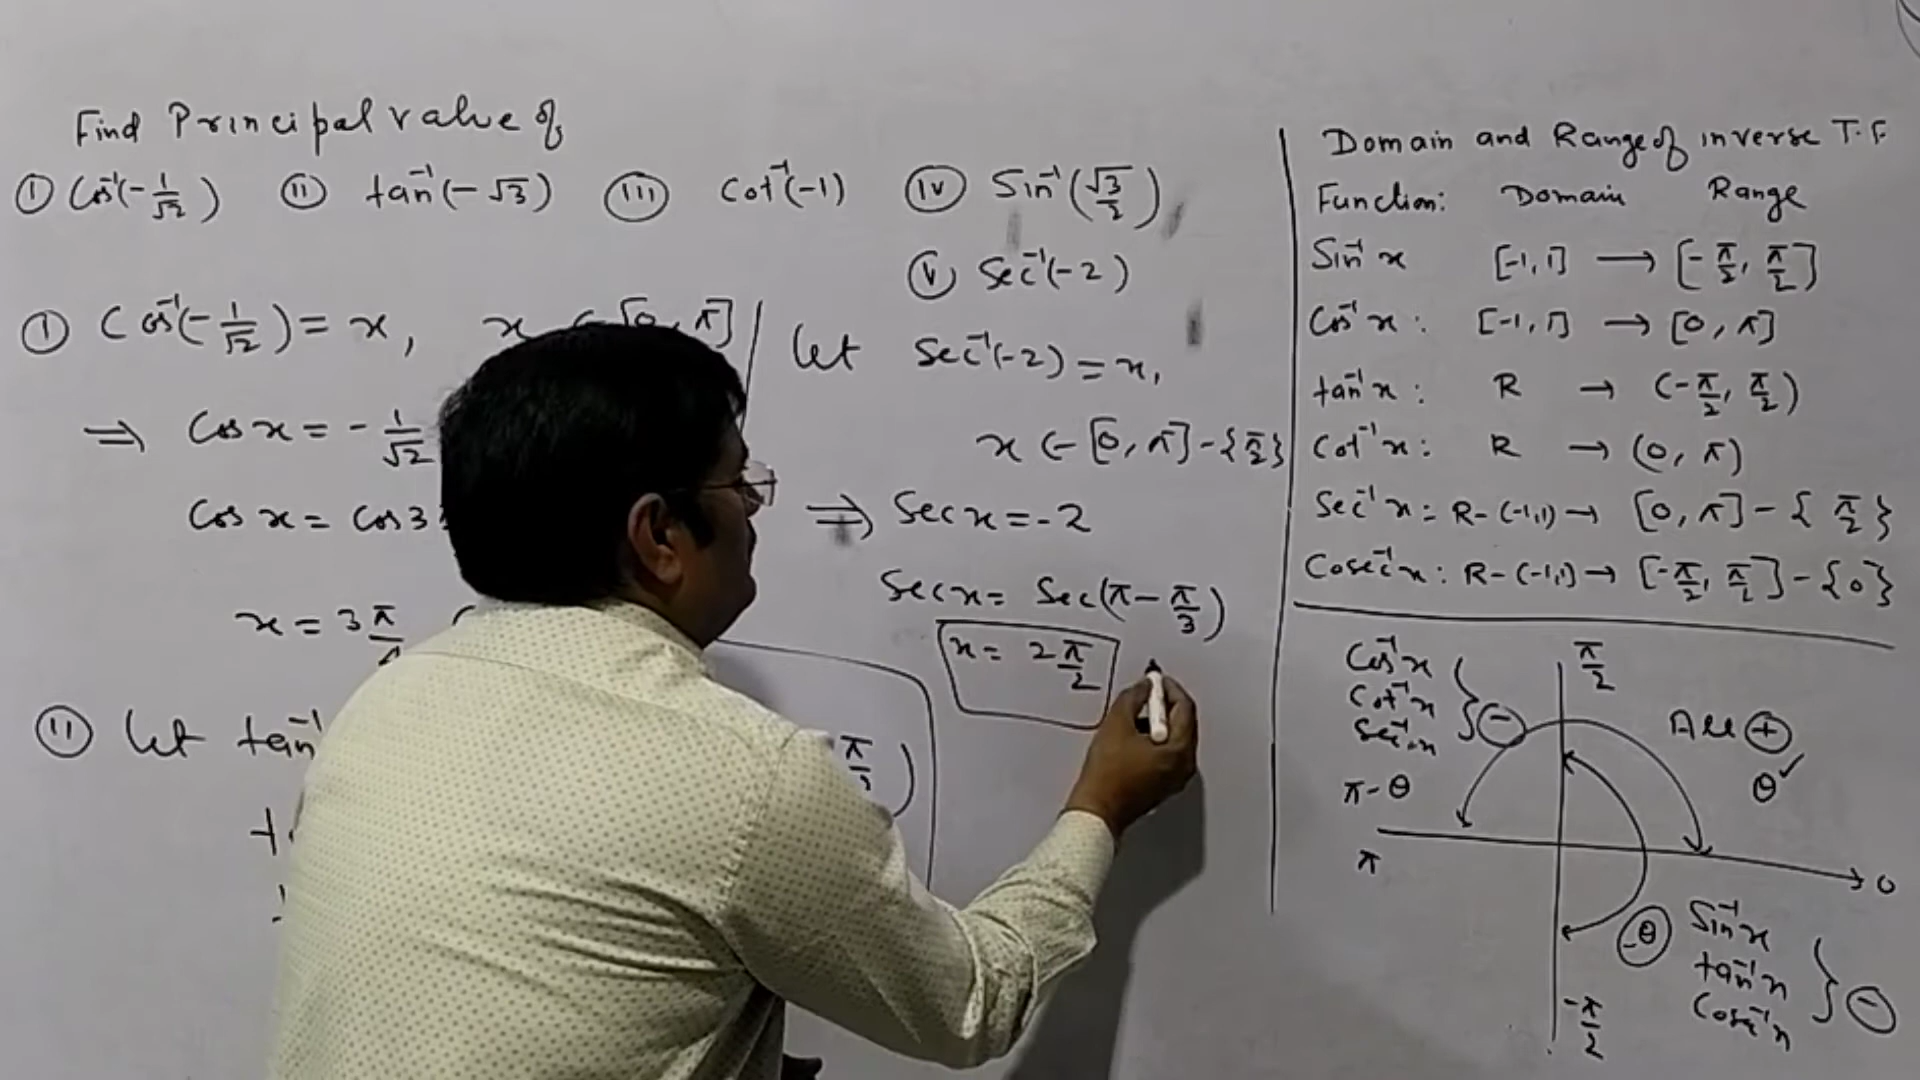 Find Principal value of
① Cos⁻¹(-1/√2) ② tan⁻¹(-√3) ③ Cot⁻¹(-1) ④ Sin⁻¹(√3/2)
⑤ Sec⁻¹(-2)
① Cos⁻¹(-1/√2) = x, x ∈ [0, π]
⇒ Cos x = -1/√2
Cos x = Cos 3
x = 3π/4
② Let tan⁻¹
π/3)
Let Sec⁻¹(-2) = x,
x ∈ [0, π] - {π/2}
⇒ Sec x = -2
Sec x = Sec(π - π/3)
x = 2π/2
Domain and Range of inverse T.F.
Function: Domain Range
Sin⁻¹x [-1, 1] → [-π/2, π/2]
Cos⁻¹x: [-1, 1] → [0, π]
tan⁻¹x: R → (-π/2, π/2)
Cot⁻¹x: R → (0, π)
Sec⁻¹x = R-(-1,1) → [0, π] - {π/2}
Cosec⁻¹x: R-(-1,1) → [-π/2, π/2] - {0}
Cos⁻¹x
Cot⁻¹x
Sec⁻¹x } ⊖
π/2
All ⊕
π-θ
θ ✓
π
0
-θ
Sin⁻¹x
tan⁻¹x
Cosec⁻¹x } ⊖
-π/2